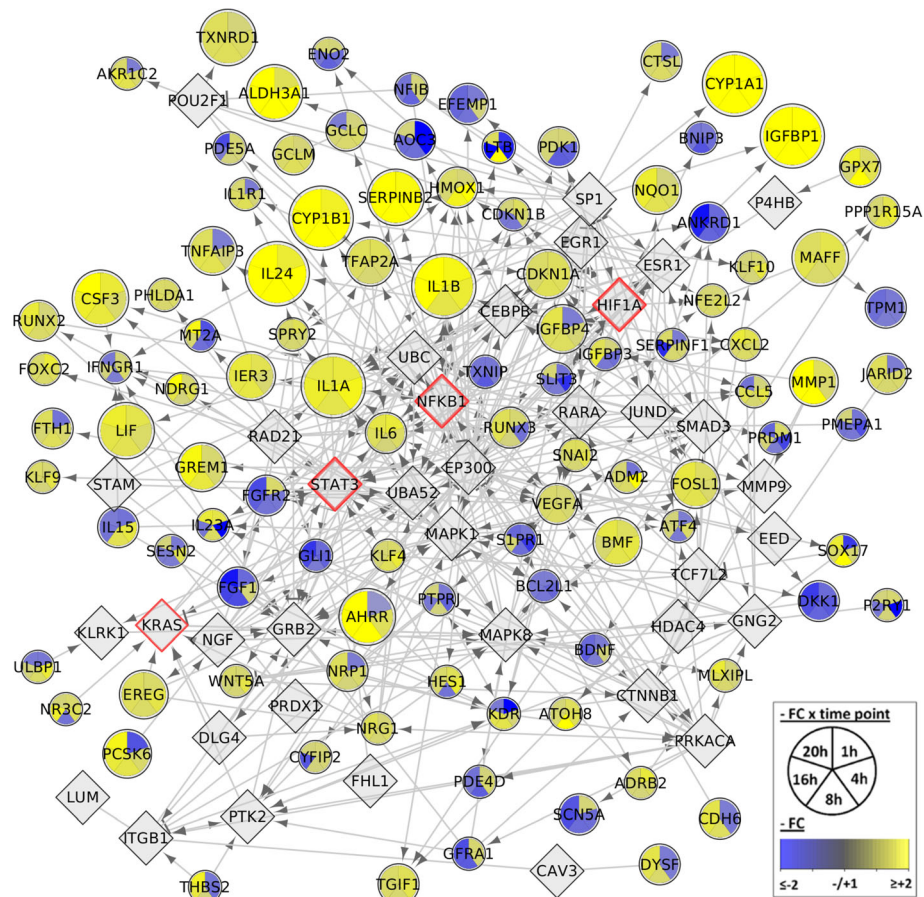 TXNRD1
ENO2
CTSL
AKR1C2
ALDH3A1
NFIB
EFEMP1
CYP1A1
POU2F1
GCLC
AOC3
LTB
PDK1
BNIP3
IGFBP1
PDE5A
GCLM
GPX7
IL1R1
SERPINB2
HMOX1
SP1
NQO1
P4HB
CYP1B1
CDKN1B
ANKRD1
PPP1R15A
TNFAIP3
EGR1
IL24
TFAP2A
CDKN1A
ESR1
KLF10
MAFF
CSF3
PHLDA1
IL1B
CEBPB
HIF1A
NFE2L2
TPM1
RUNX2
MT2A
SPRY2
IGFBP4
SERPINF1
CXCL2
FOXC2
IFNGR1
UBC
IGFBP3
NDRG1
IER3
IL1A
TXNIP
SLIT3
CCL5
MMP1
JARID2
NFKB1
RARA
JUND
FTH1
LIF
RAD21
IL6
RUNX3
SMAD3
PRDM1
PMEPA1
KLF9
STAM
GREM1
STAT3
EP300
SNAI2
FGFR2
UBA52
ADM2
FOSL1
MMP9
IL15
IL23A
VEGFA
SESN2
MAPK1
S1PR1
BMF
ATF4
EED
SOX17
GLI1
KLF4
TCF7L2
FGF1
BCL2L1
DKK1
PTPRJ
P2RY1
KRAS
AHRR
KLRK1
NGF
GRB2
MAPK8
HDAC4
GNG2
ULBP1
BDNF
WNT5A
NRP1
HES1
CTNNB1
MLXIPL
EREG
NR3C2
PRDX1
KDR
ATOH8
- FC x time point
DLG4
NRG1
PRKACA
PCSK6
CYFIP2
20h
1h
FHL1
PDE4D
ADRB2
16h
4h
LUM
8h
PTK2
SCN5A
CDH6
- FC
ITGB1
GFRA1
CAV3
DYSF
THBS2
TGIF1
≤-2
-/+1
≥+2